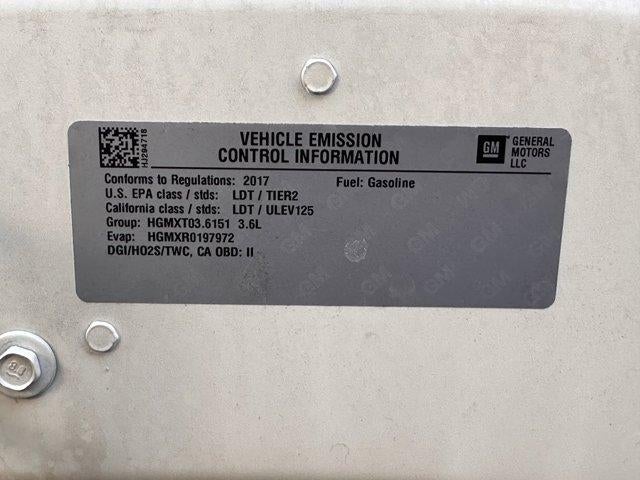 VEHICLE EMISSION
CONTROL INFORMATION
GM GENERAL
MOTORS
LLC
HJ294718
Conforms to Regulations: 2017 Fuel: Gasoline
U.S. EPA class / stds: LDT / TIER2
California class / stds: LDT / ULEV125
Group: HGMXT03.6151 3.6L
Evap: HGMXR0197972
DGI/HO2S/TWC, CA OBD: II